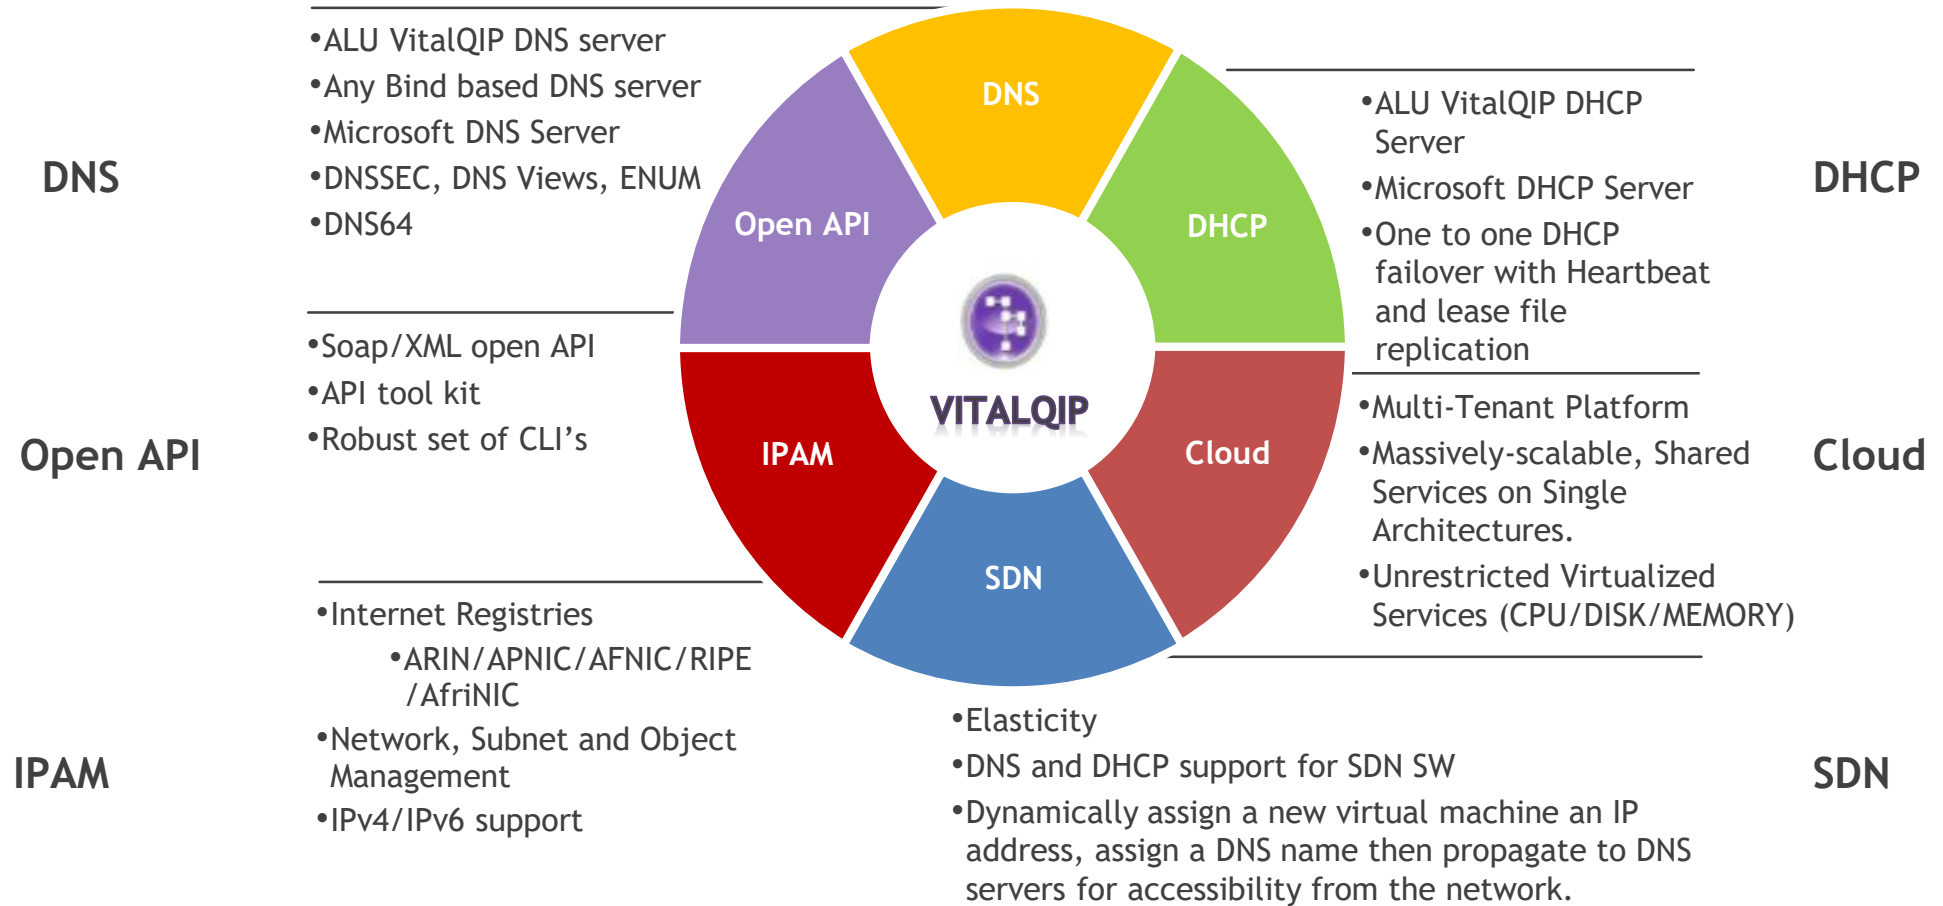 DNS
•ALU VitalQIP DNS server
•Any Bind based DNS server
•Microsoft DNS Server
•DNSSEC, DNS Views, ENUM
•DNS64
Open API
•Soap/XML open API
•API tool kit
•Robust set of CLI’s
IPAM
•Internet Registries
•ARIN/APNIC/AFNIC/RIPE
/AfriNIC
•Network, Subnet and Object
Management
•IPv4/IPv6 support
DNS
Open API
DHCP
VITALQIP
IPAM
Cloud
SDN
DHCP
•ALU VitalQIP DHCP
Server
•Microsoft DHCP Server
•One to one DHCP
failover with Heartbeat
and lease file
replication
Cloud
•Multi-Tenant Platform
•Massively-scalable, Shared
Services on Single
Architectures.
•Unrestricted Virtualized
Services (CPU/DISK/MEMORY)
SDN
•Elasticity
•DNS and DHCP support for SDN SW
•Dynamically assign a new virtual machine an IP
address, assign a DNS name then propagate to DNS
servers for accessibility from the network.